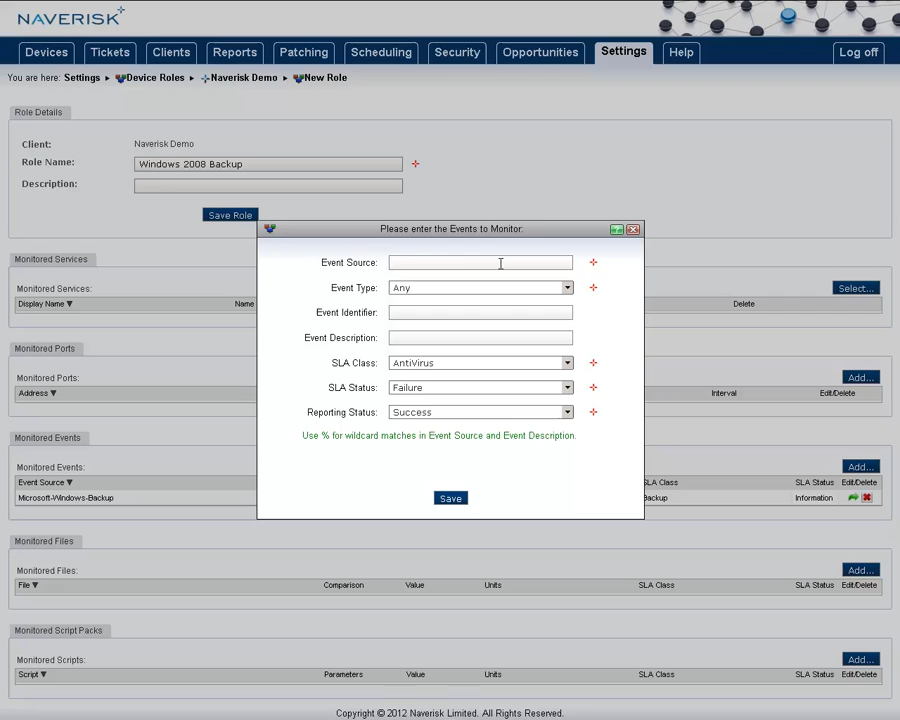 NAVERISK
Devices Tickets Clients Reports Patching Scheduling Security Opportunities Settings Help Log off
You are here: Settings ▸ Device Roles ▸ Naverisk Demo ▸ New Role
Role Details
Client: Naverisk Demo
Role Name: Windows 2008 Backup
Description:
Save Role
Please enter the Events to Monitor:
Event Source:
Event Type: Any
Event Identifier:
Event Description:
SLA Class: AntiVirus
SLA Status: Failure
Reporting Status: Success
Use % for wildcard matches in Event Source and Event Description.
Save
Monitored Services
Monitored Services: Select...
Display Name Name Delete
Monitored Ports
Monitored Ports: Add...
Address Interval Edit/Delete
Monitored Events
Monitored Events: Add...
Event Source SLA Class SLA Status Edit/Delete
Microsoft-Windows-Backup Backup Information
Monitored Files
Monitored Files: Add...
File Comparison Value Units SLA Class SLA Status Edit/Delete
Monitored Script Packs
Monitored Scripts: Add...
Script Parameters Value Units SLA Class SLA Status Edit/Delete
Copyright © 2012 Naverisk Limited. All Rights Reserved.